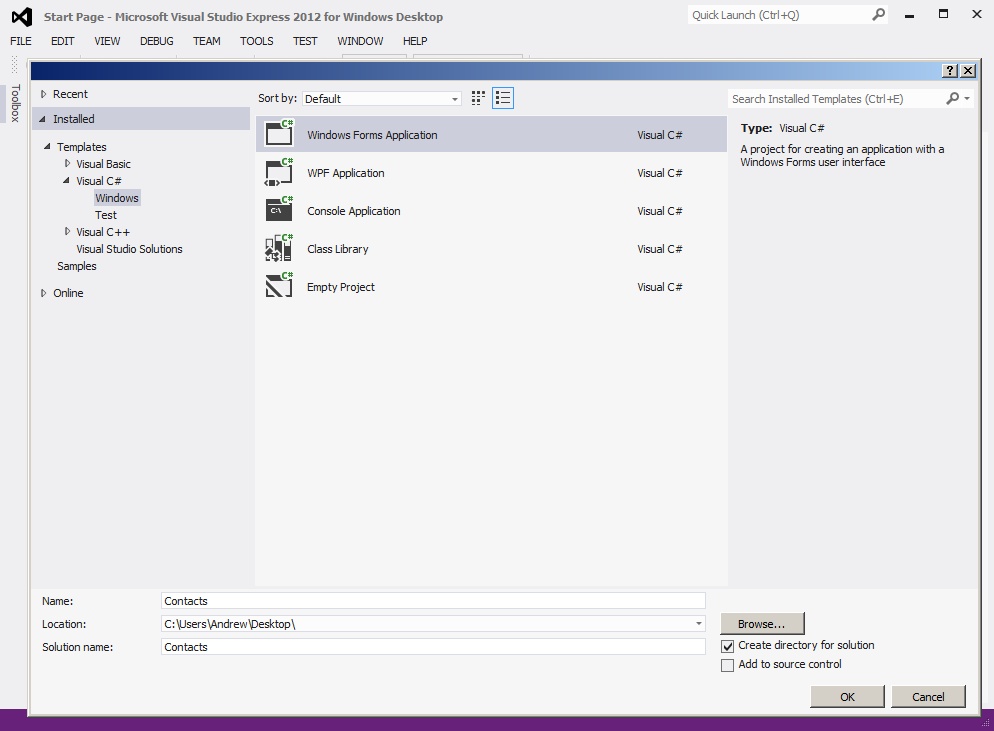 Start Page - Microsoft Visual Studio Express 2012 for Windows Desktop
Quick Launch (Ctrl+Q)
FILE EDIT VIEW DEBUG TEAM TOOLS TEST WINDOW HELP
Toolbox
Recent
Installed
Templates
Visual Basic
Visual C#
Windows
Test
Visual C++
Visual Studio Solutions
Samples
Online
Sort by: Default
C# Windows Forms Application Visual C#
C# WPF Application Visual C#
C# C:\ Console Application Visual C#
C# Class Library Visual C#
C# Empty Project Visual C#
Search Installed Templates (Ctrl+E)
Type: Visual C#
A project for creating an application with a
Windows Forms user interface
Name: Contacts
Location: C:\Users\Andrew\Desktop\ Browse...
Solution name: Contacts
Create directory for solution
Add to source control
OK Cancel